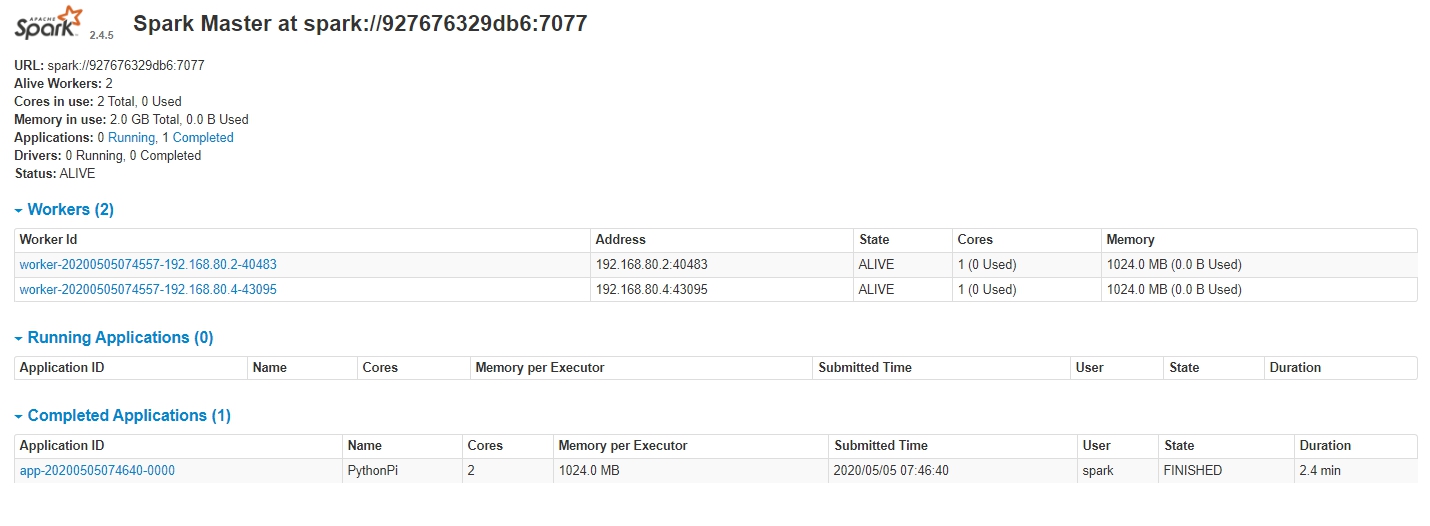 APACHE Spark 2.4.5 Spark Master at spark://927676329db6:7077
URL: spark://927676329db6:7077
Alive Workers: 2
Cores in use: 2 Total, 0 Used
Memory in use: 2.0 GB Total, 0.0 B Used
Applications: 0 Running, 1 Completed
Drivers: 0 Running, 0 Completed
Status: ALIVE
Workers (2)
Worker Id Address State Cores Memory
worker-20200505074557-192.168.80.2-40483 192.168.80.2:40483 ALIVE 1 (0 Used) 1024.0 MB (0.0 B Used)
worker-20200505074557-192.168.80.4-43095 192.168.80.4:43095 ALIVE 1 (0 Used) 1024.0 MB (0.0 B Used)
Running Applications (0)
Application ID Name Cores Memory per Executor Submitted Time User State Duration
Completed Applications (1)
Application ID Name Cores Memory per Executor Submitted Time User State Duration
app-20200505074640-0000 PythonPi 2 1024.0 MB 2020/05/05 07:46:40 spark FINISHED 2.4 min